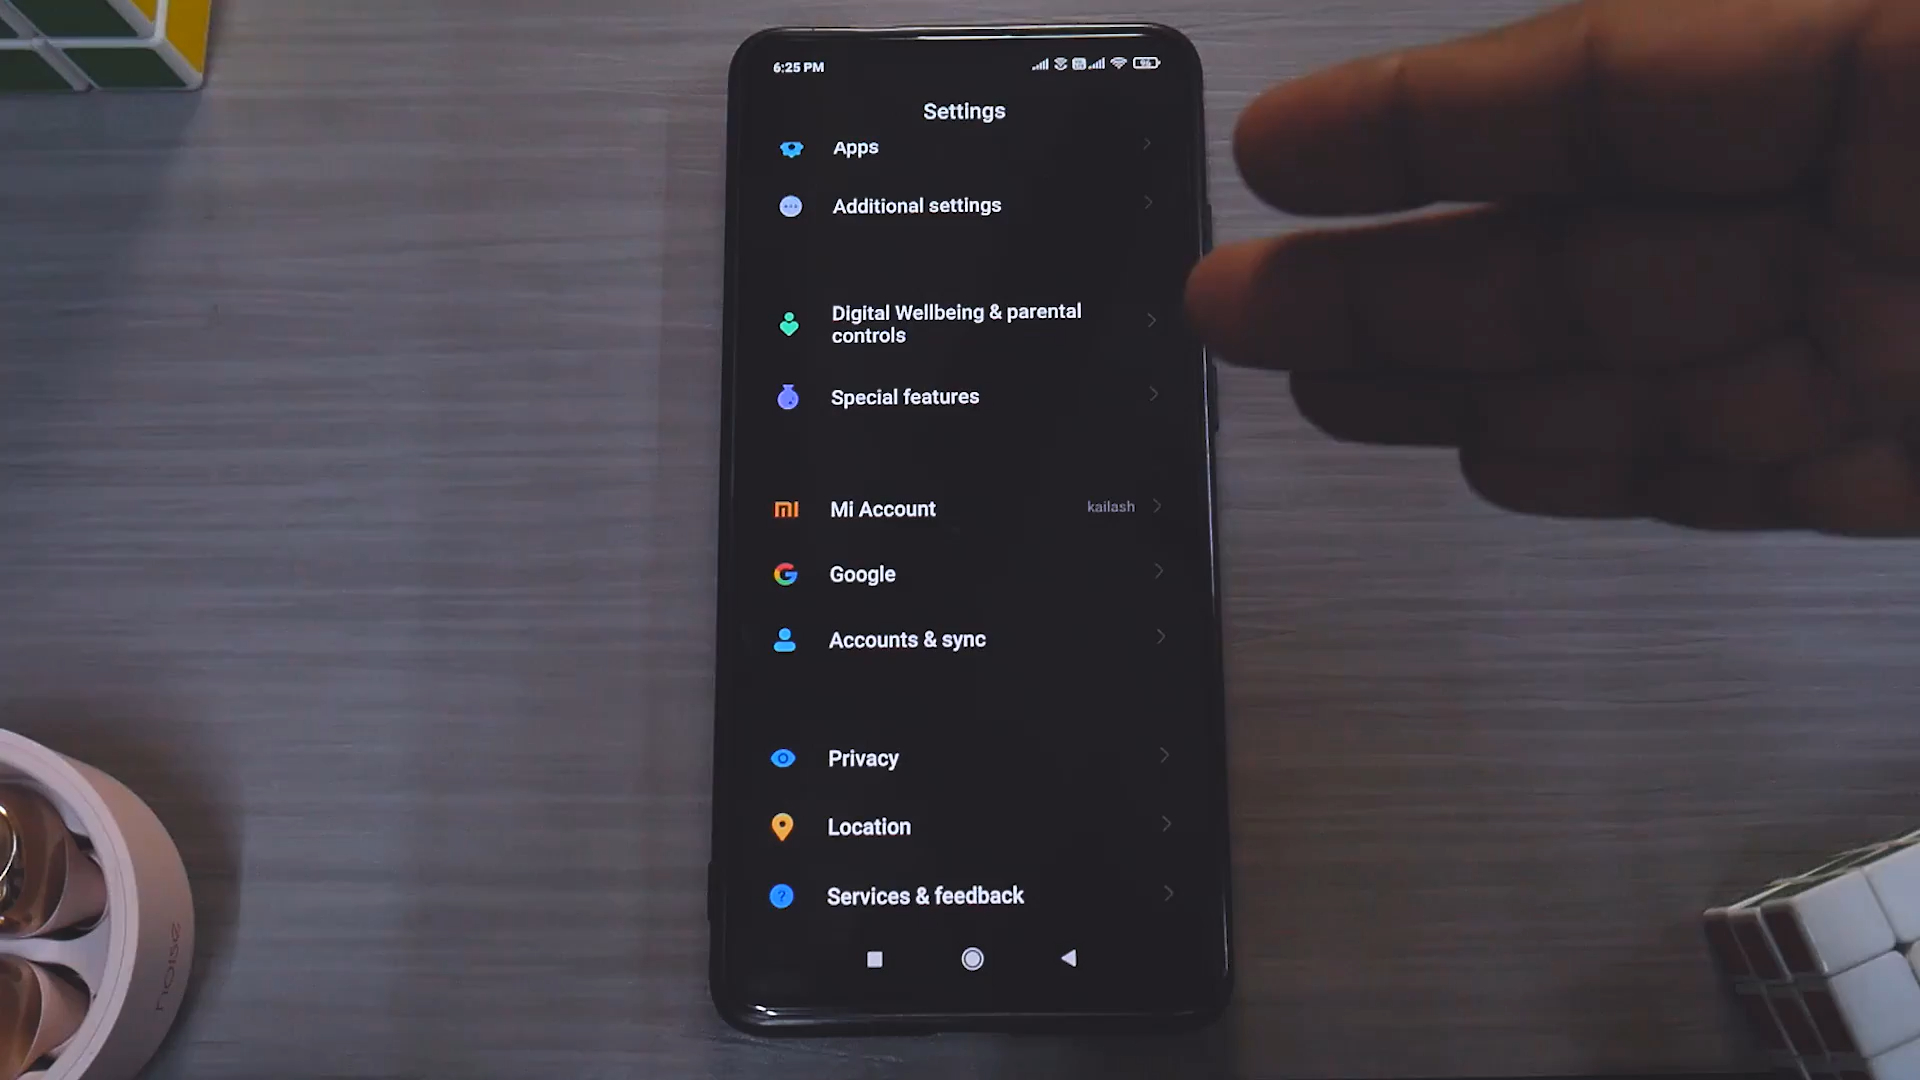 6:25 PM
Settings
Apps
Additional settings
Digital Wellbeing & parental
controls
Special features
Mi Account
kailash
Google
Accounts & sync
Privacy
Location
Services & feedback
noise